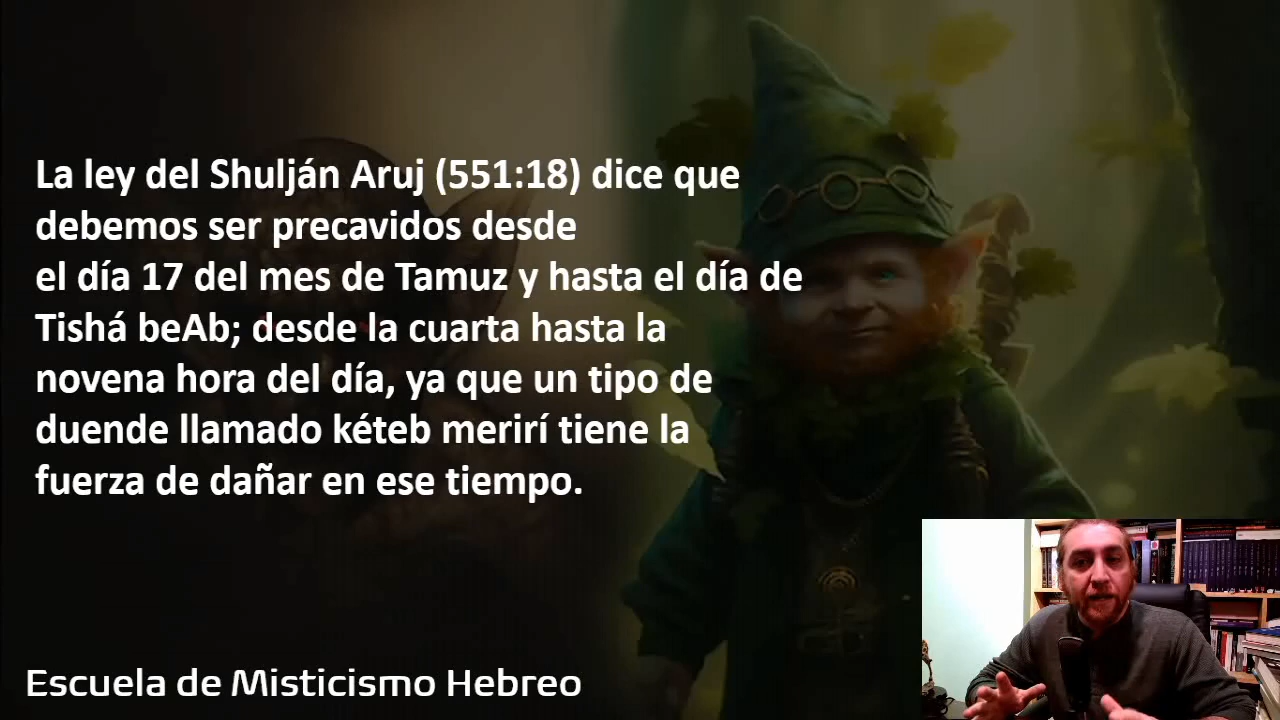 La ley del Shulján Aruj (551:18) dice que
debemos ser precavidos desde
el día 17 del mes de Tamuz y hasta el día de
Tishá beAb; desde la cuarta hasta la
novena hora del día, ya que un tipo de
duende llamado kéteb merirí tiene la
fuerza de dañar en ese tiempo.
Escuela de Misticismo Hebreo